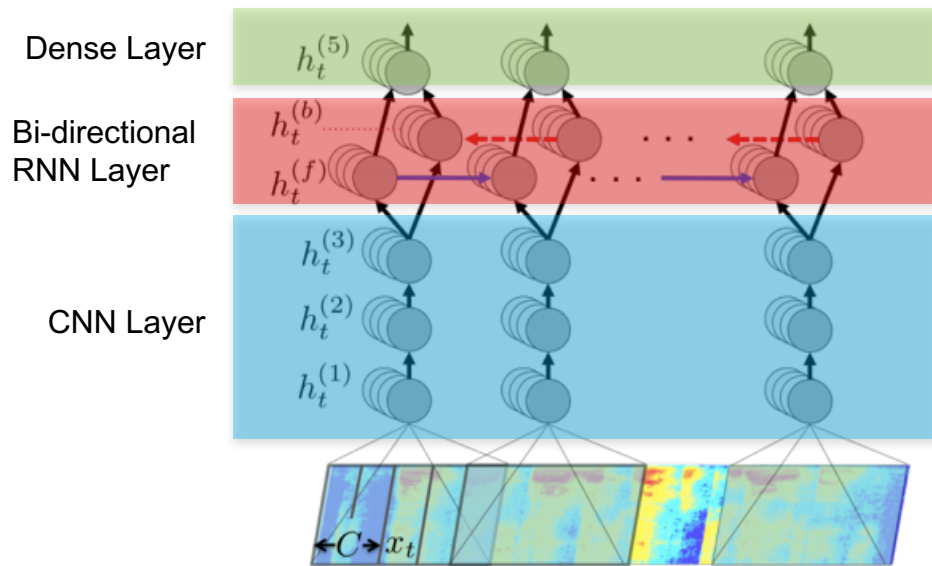 Dense Layer
h_t^{(5)}
Bi-directional
RNN Layer
h_t^{(b)}
h_t^{(f)}
. . .
. . .
CNN Layer
h_t^{(3)}
h_t^{(2)}
h_t^{(1)}
C x_t